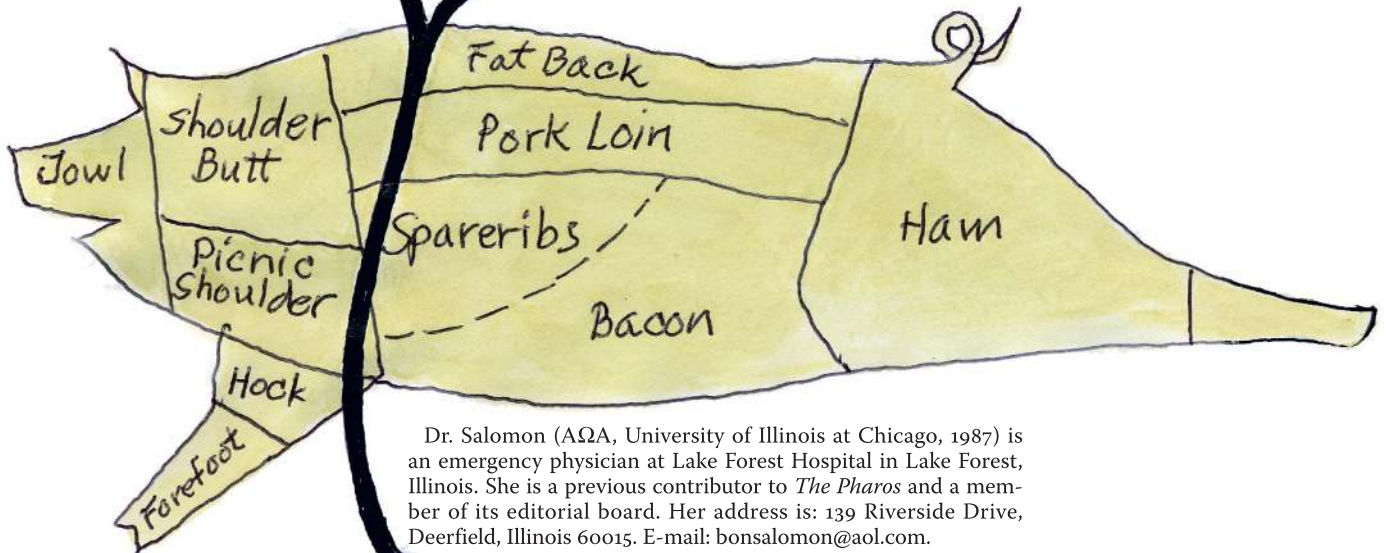 Fat Back
Shoulder
Butt
Pork Loin
Jowl
Spareribs
Ham
Picnic
Shoulder
Bacon
Hock
Forefoot
Dr. Salomon (AΩA, University of Illinois at Chicago, 1987) is
an emergency physician at Lake Forest Hospital in Lake Forest,
Illinois. She is a previous contributor to The Pharos and a mem-
ber of its editorial board. Her address is: 139 Riverside Drive,
Deerfield, Illinois 60015. E-mail: bonsalomon@aol.com.